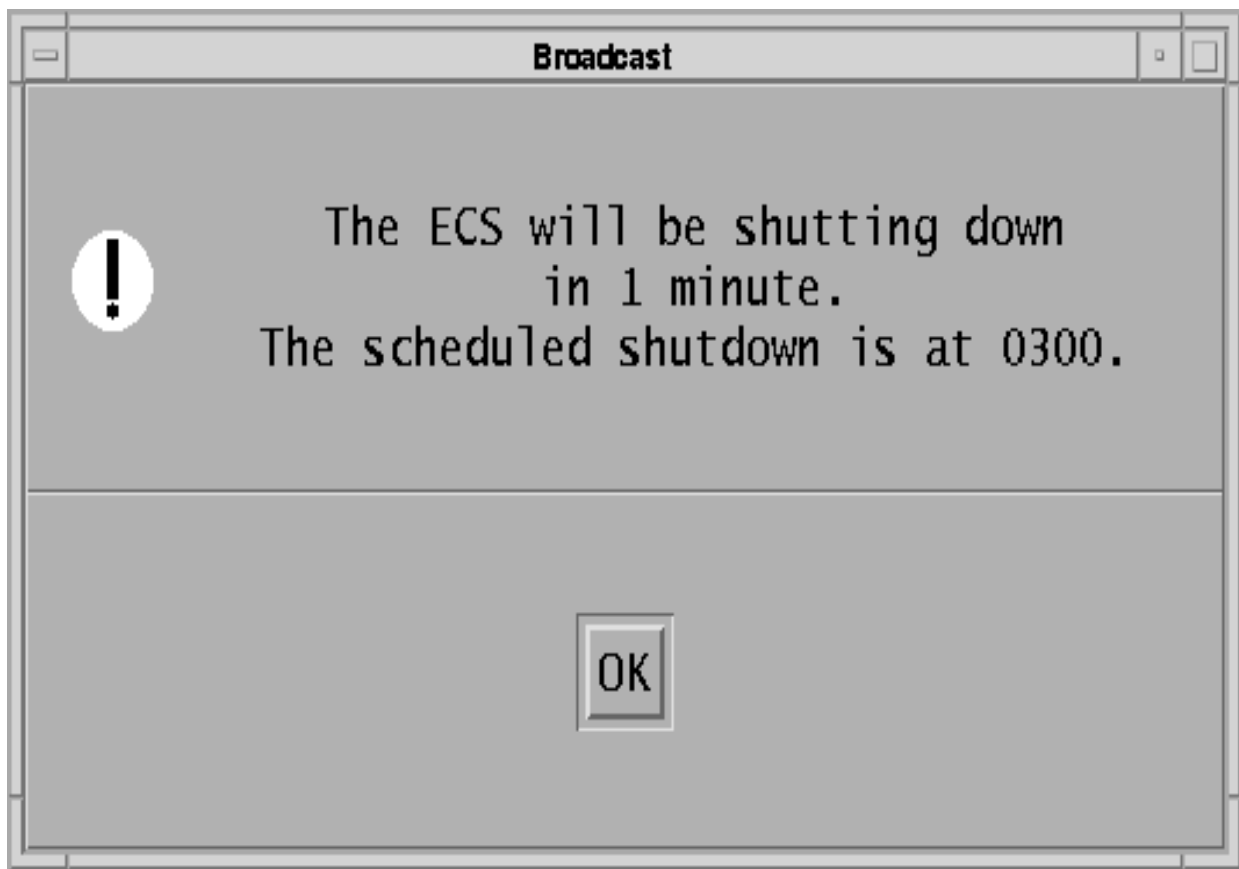 Broadcast
The ECS will be shutting down
in 1 minute.
The scheduled shutdown is at 0300.
OK